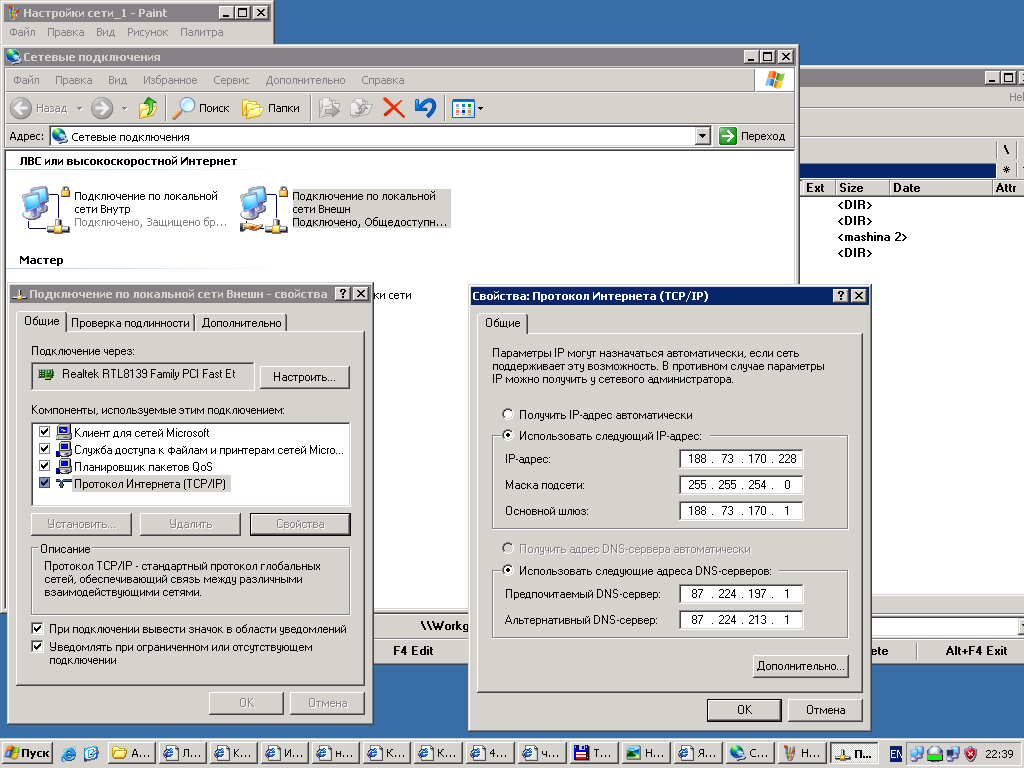 Настройки сети_1 - Paint
Файл Правка Вид Рисунок Палитра
Сетевые подключения
Файл Правка Вид Избранное Сервис Дополнительно Справка
Назад Поиск Папки
Адрес: Сетевые подключения Переход
ЛВС или высокоскоростной Интернет
Подключение по локальной
сети Внутр
Подключено, Защищено бр...
Подключение по локальной
сети Внешн
Подключено, Общедоступн...
Мастер
ки сети
Hel
\
*
Ext Size Date Attr
<DIR>
<DIR>
<mashina 2>
<DIR>
Подключение по локальной сети Внешн - свойства
Общие Проверка подлинности Дополнительно
Подключение через:
Realtek RTL8139 Family PCI Fast Et Настроить...
Компоненты, используемые этим подключением:
Клиент для сетей Microsoft
Служба доступа к файлам и принтерам сетей Micro...
Планировщик пакетов QoS
Протокол Интернета (TCP/IP)
Установить... Удалить Свойства
Описание
Протокол TCP/IP - стандартный протокол глобальных
сетей, обеспечивающий связь между различными
взаимодействующими сетями.
При подключении вывести значок в области уведомлений
Уведомлять при ограниченном или отсутствующем
подключении
OK Отмена
Свойства: Протокол Интернета (TCP/IP)
Общие
Параметры IP могут назначаться автоматически, если сеть
поддерживает эту возможность. В противном случае параметры
IP можно получить у сетевого администратора.
Получить IP-адрес автоматически
Использовать следующий IP-адрес:
IP-адрес: 188 . 73 . 170 . 228
Маска подсети: 255 . 255 . 254 . 0
Основной шлюз: 188 . 73 . 170 . 1
Получить адрес DNS-сервера автоматически
Использовать следующие адреса DNS-серверов:
Предпочитаемый DNS-сервер: 87 . 224 . 197 . 1
Альтернативный DNS-сервер: 87 . 224 . 213 . 1
Дополнительно...
OK Отмена
\\Workg
F4 Edit
ete Alt+F4 Exit
Пуск А... Л... К... И... н... К... К... 4... ч... Т... Н... Я... С... Н... П... EN 22:39